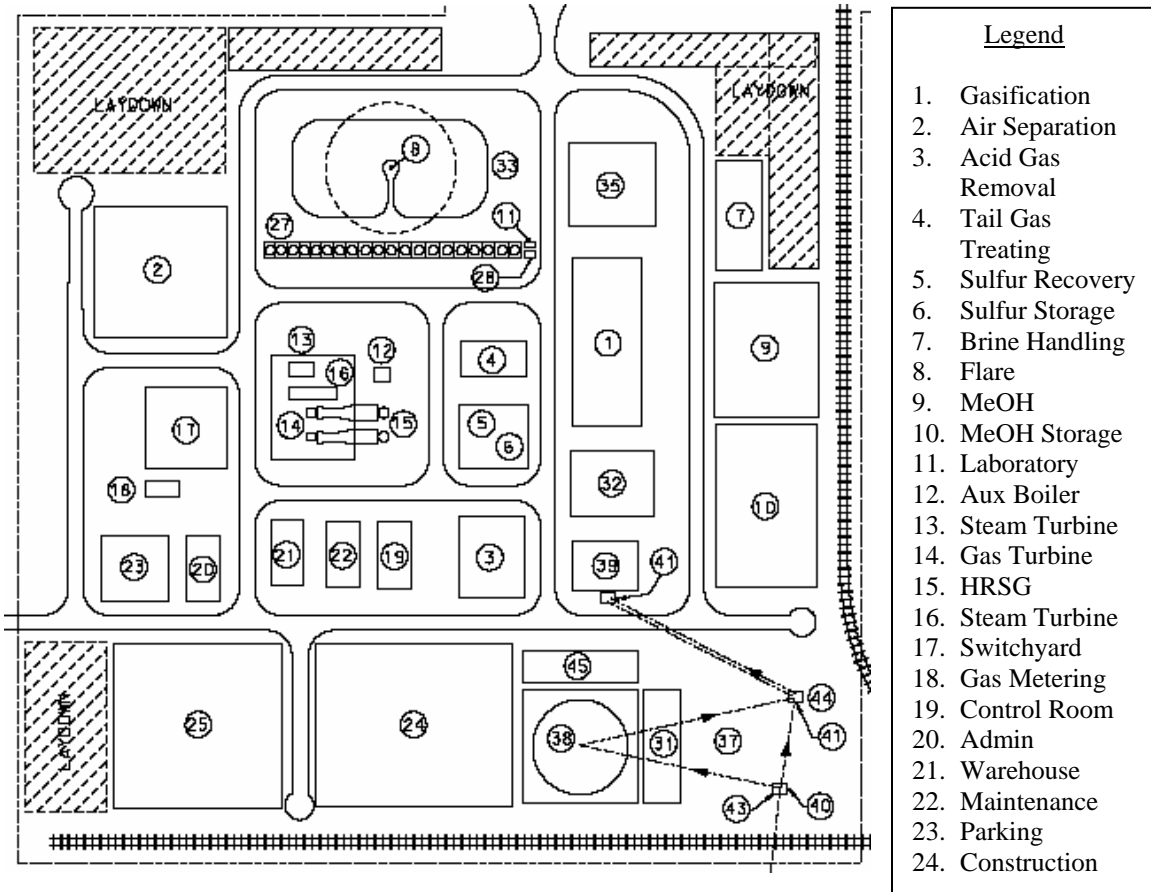 LAYDOWN
LAYDOWN
8
33
35
7
27
11
28
2
13
12
16
4
1
9
14
15
5
6
17
18
32
10
21
22
19
3
39
41
23
20
45
44
41
25
24
38
31
37
43
40
LAYDOWN
Legend
1. Gasification
2. Air Separation
3. Acid Gas
Removal
4. Tail Gas
Treating
5. Sulfur Recovery
6. Sulfur Storage
7. Brine Handling
8. Flare
9. MeOH
10. MeOH Storage
11. Laboratory
12. Aux Boiler
13. Steam Turbine
14. Gas Turbine
15. HRSG
16. Steam Turbine
17. Switchyard
18. Gas Metering
19. Control Room
20. Admin
21. Warehouse
22. Maintenance
23. Parking
24. Construction